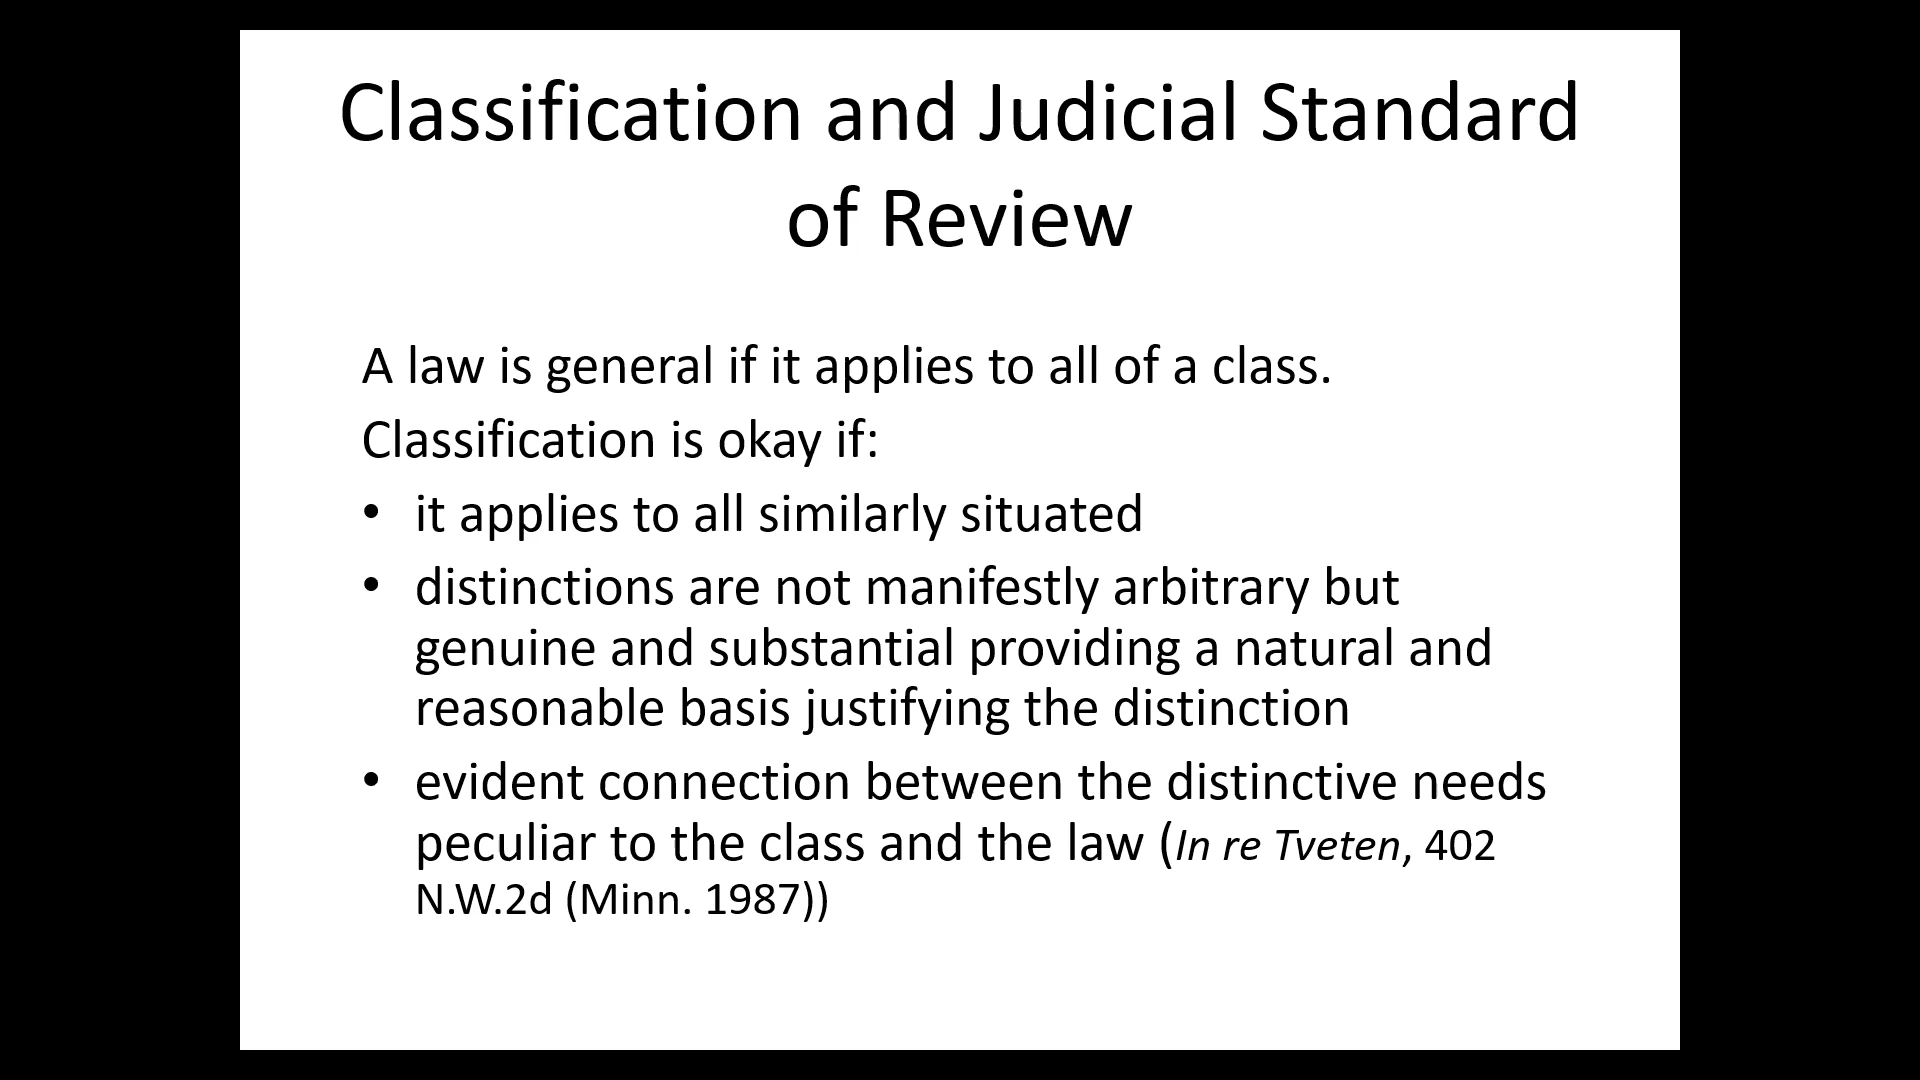 Classification and Judicial Standard
of Review
A law is general if it applies to all of a class.
Classification is okay if:
• it applies to all similarly situated
• distinctions are not manifestly arbitrary but
genuine and substantial providing a natural and
reasonable basis justifying the distinction
• evident connection between the distinctive needs
peculiar to the class and the law (In re Tveten, 402
N.W.2d (Minn. 1987))